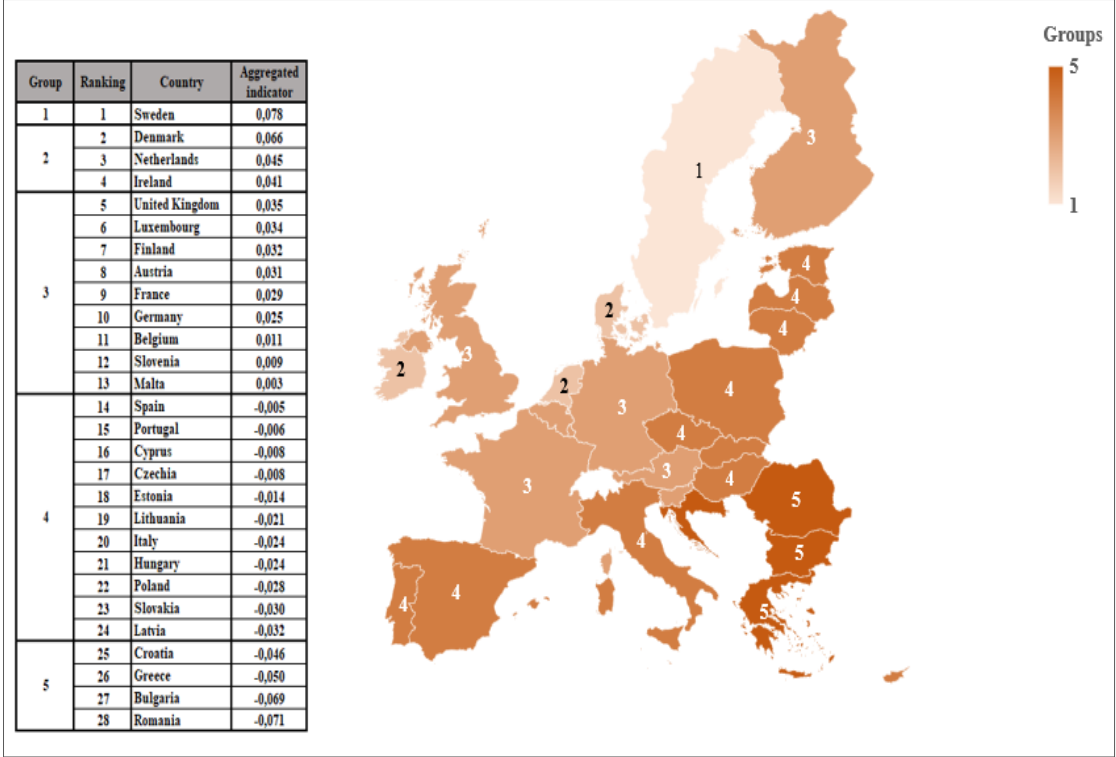 Group Ranking Country Aggregated indicator
1 1 Sweden 0,078
2 2 Denmark 0,066
3 Netherlands 0,045
4 Ireland 0,041
3 5 United Kingdom 0,035
6 Luxembourg 0,034
7 Finland 0,032
8 Austria 0,031
9 France 0,029
10 Germany 0,025
11 Belgium 0,011
12 Slovenia 0,009
13 Malta 0,003
4 14 Spain -0,005
15 Portugal -0,006
16 Cyprus -0,008
17 Czechia -0,008
18 Estonia -0,014
19 Lithuania -0,021
20 Italy -0,024
21 Hungary -0,024
22 Poland -0,028
23 Slovakia -0,030
24 Latvia -0,032
5 25 Croatia -0,046
26 Greece -0,050
27 Bulgaria -0,069
28 Romania -0,071
Groups
5
1
3
1
4
4
4
2
3
2
2
3
4
4
3
4
3
5
4
5
4
4
5